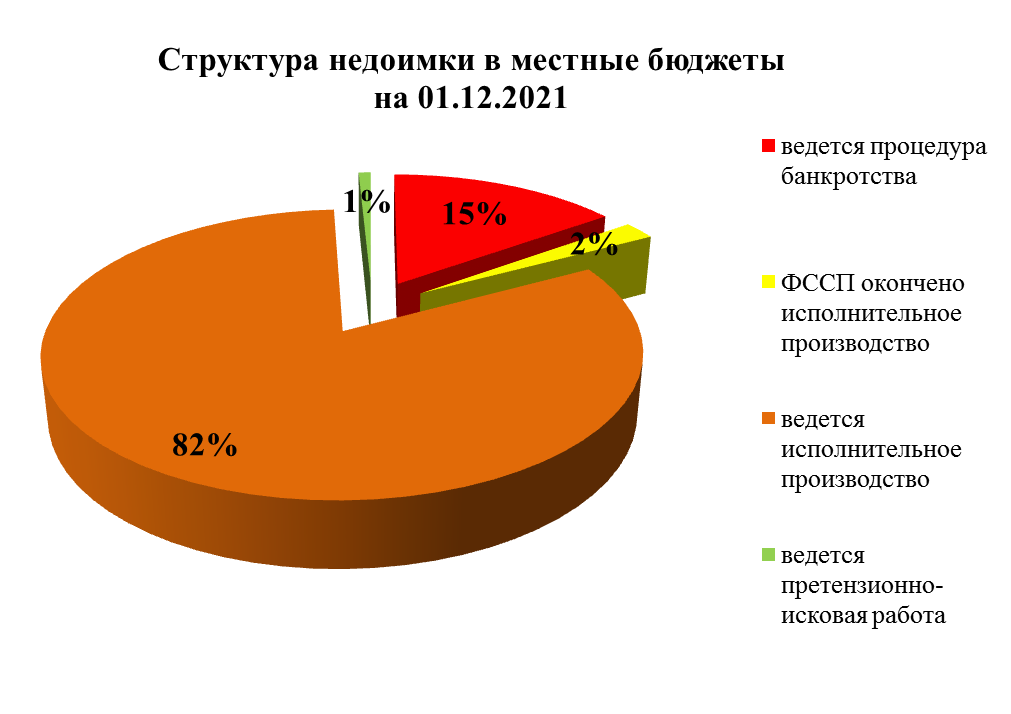 Структура недоимки в местные бюджеты
на 01.12.2021
1%
15%
2%
82%
ведется процедура
банкротства
ФССП окончено
исполнительное
производство
ведется
исполнительное
производство
ведется
претензионно-
исковая работа